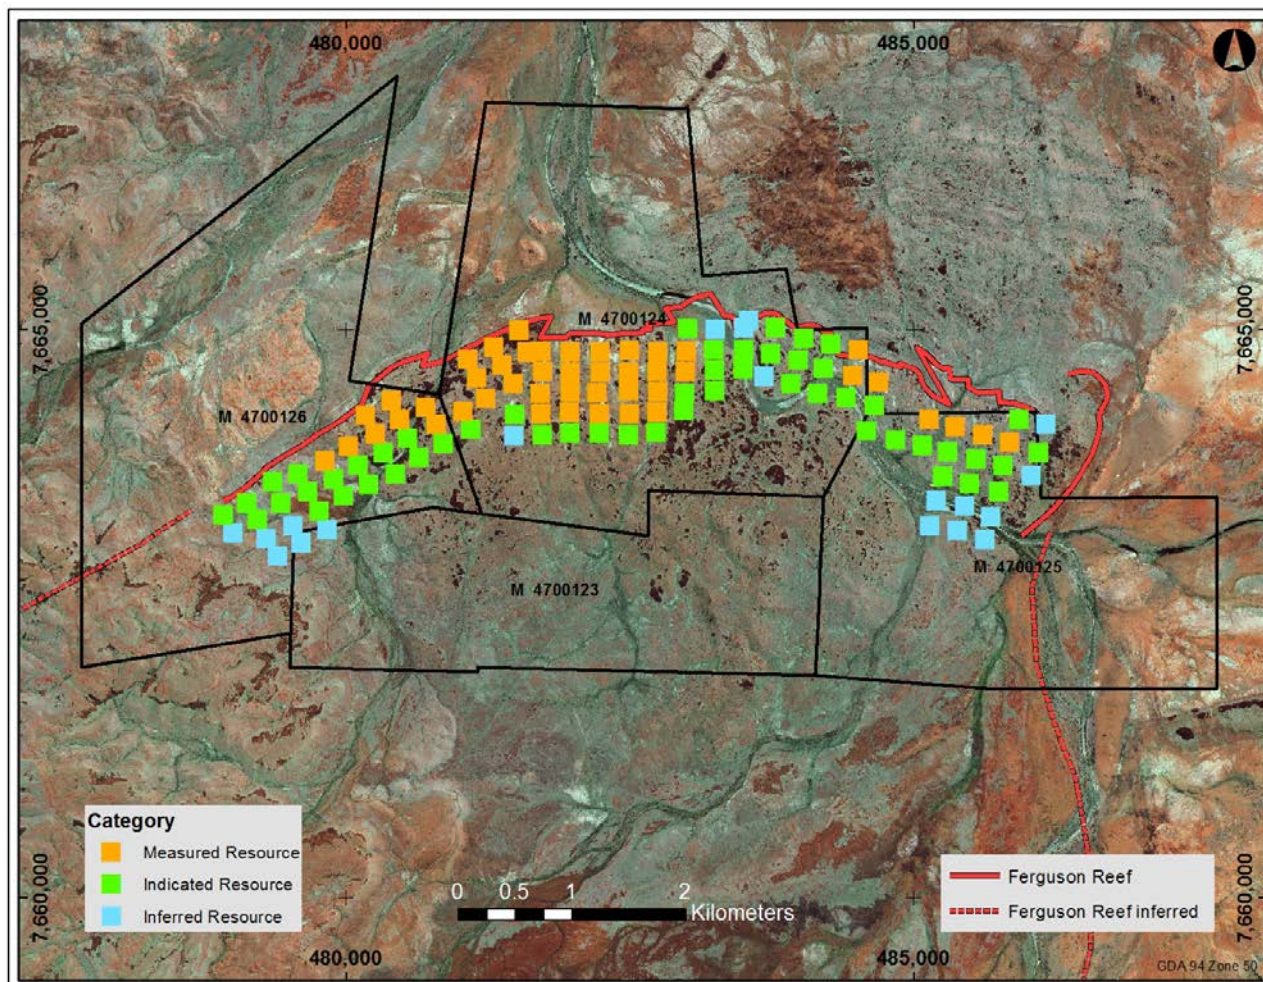 480,000
485,000
7,665,000
7,665,000
M 4700124
M 4700126
M 4700123
M 4700125
Category
Measured Resource
Indicated Resource
Inferred Resource
0 0.5 1 2
Kilometers
Ferguson Reef
Ferguson Reef inferred
7,660,000
7,660,000
480,000
485,000
GDA 94 Zone 50